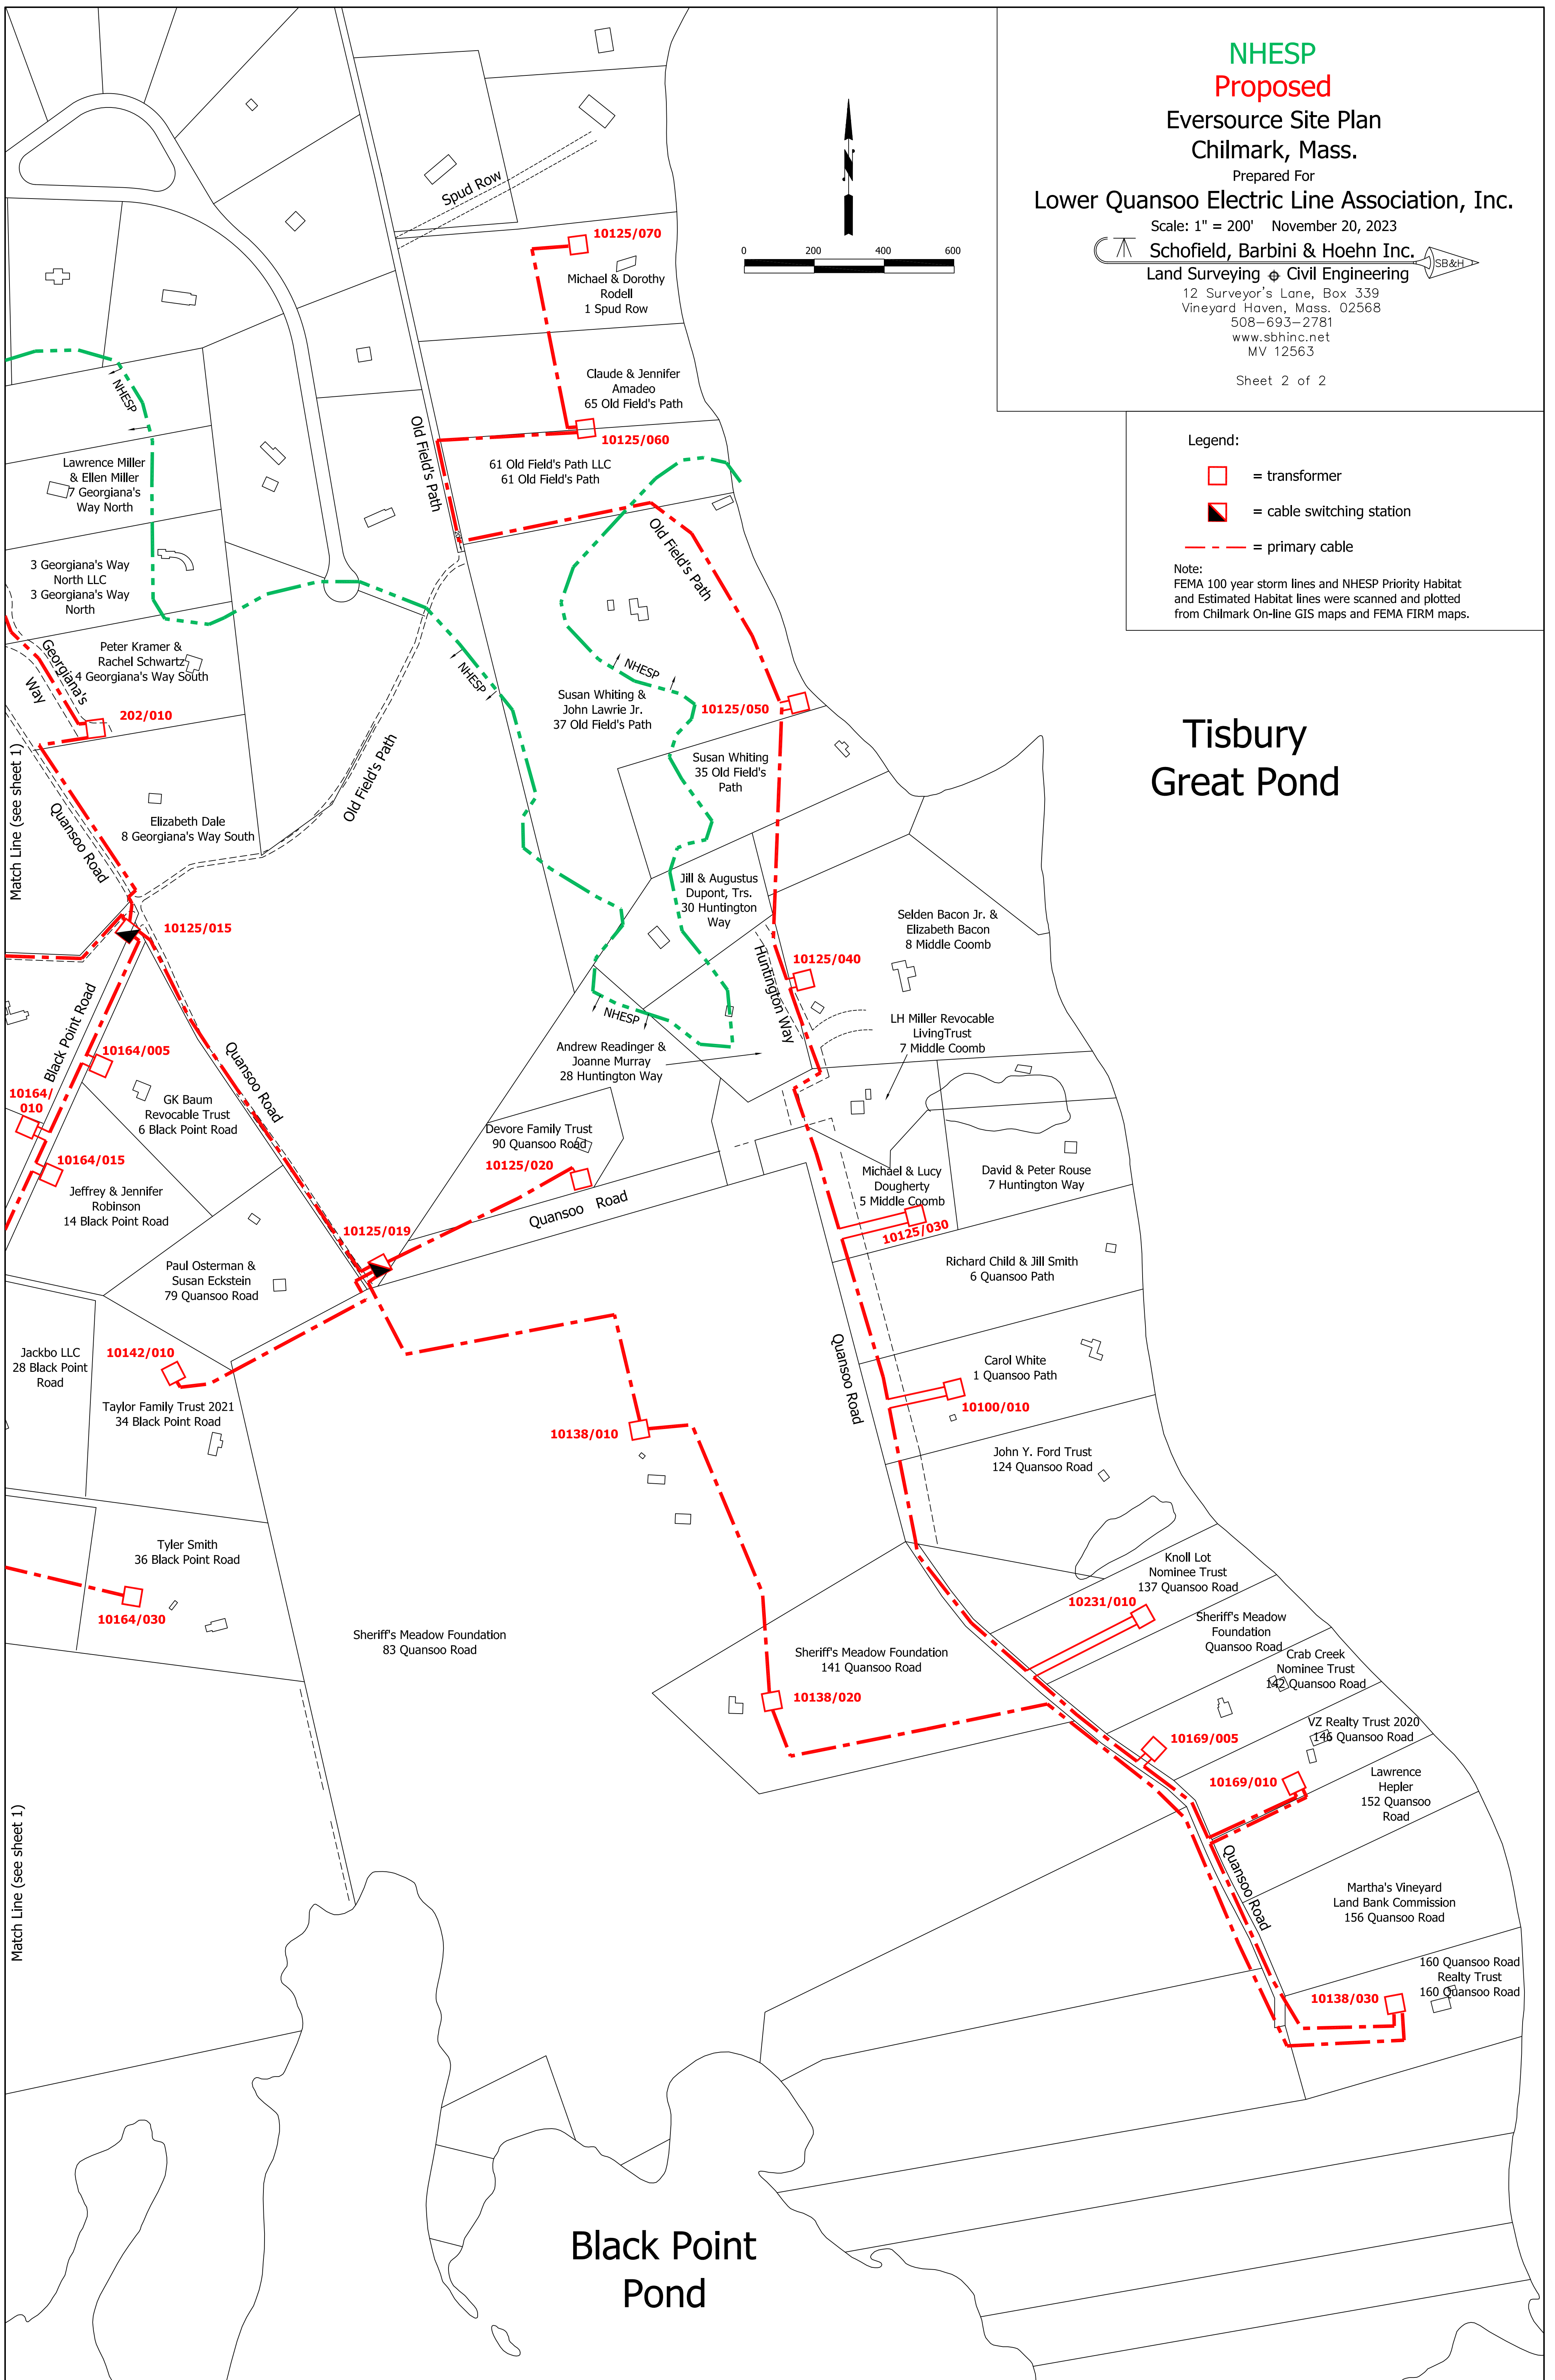 NHESP
Proposed
Eversource Site Plan
Chilmark, Mass.
Prepared For
Lower Quansoo Electric Line Association, Inc.
Scale: 1" = 200' November 20, 2023
Schofield, Barbini & Hoehn Inc.
SB&H
Land Surveying Civil Engineering
12 Surveyor's Lane, Box 339
Vineyard Haven, Mass. 02568
508-693-2781
www.sbhinc.net
MV 12563
Sheet 2 of 2
Legend:
= transformer
= cable switching station
= primary cable
Note:
FEMA 100 year storm lines and NHESP Priority Habitat
and Estimated Habitat lines were scanned and plotted
from Chilmark On-line GIS maps and FEMA FIRM maps.
N
0 200 400 600
Spud Row
10125/070
Michael & Dorothy
Rodell
1 Spud Row
Claude & Jennifer
Amadeo
65 Old Field's Path
10125/060
61 Old Field's Path LLC
61 Old Field's Path
Old Field's Path
NHESP
Lawrence Miller
& Ellen Miller
7 Georgiana's
Way North
3 Georgiana's Way
North LLC
3 Georgiana's Way
North
Peter Kramer &
Rachel Schwartz
4 Georgiana's Way South
Georgiana's
Way
202/010
Match Line (see sheet 1)
Quansoo Road
Elizabeth Dale
8 Georgiana's Way South
Old Field's Path
NHESP
Old Field's Path
NHESP
Susan Whiting &
John Lawrie Jr.
37 Old Field's Path
10125/050
Susan Whiting
35 Old Field's
Path
Tisbury
Great Pond
Jill & Augustus
Dupont, Trs.
30 Huntington
Way
Selden Bacon Jr. &
Elizabeth Bacon
8 Middle Coomb
10125/015
10125/040
Huntington Way
NHESP
LH Miller Revocable
LivingTrust
7 Middle Coomb
Andrew Readinger &
Joanne Murray
28 Huntington Way
Black Point Road
10164/005
10164/
010
Quansoo Road
GK Baum
Revocable Trust
6 Black Point Road
10164/015
Jeffrey & Jennifer
Robinson
14 Black Point Road
Devore Family Trust
90 Quansoo Road
10125/020
Quansoo Road
Michael & Lucy
Dougherty
5 Middle Coomb
10125/030
David & Peter Rouse
7 Huntington Way
10125/019
Paul Osterman &
Susan Eckstein
79 Quansoo Road
Richard Child & Jill Smith
6 Quansoo Path
Jackbo LLC
28 Black Point
Road
10142/010
Taylor Family Trust 2021
34 Black Point Road
Quansoo Road
Carol White
1 Quansoo Path
10100/010
10138/010
John Y. Ford Trust
124 Quansoo Road
Tyler Smith
36 Black Point Road
10164/030
Knoll Lot
Nominee Trust
137 Quansoo Road
10231/010
Sheriff's Meadow
Foundation
Quansoo Road
Sheriff's Meadow Foundation
83 Quansoo Road
Sheriff's Meadow Foundation
141 Quansoo Road
10138/020
Crab Creek
Nominee Trust
142 Quansoo Road
10169/005
VZ Realty Trust 2020
146 Quansoo Road
10169/010
Lawrence
Hepler
152 Quansoo
Road
Quansoo Road
Match Line (see sheet 1)
Martha's Vineyard
Land Bank Commission
156 Quansoo Road
160 Quansoo Road
Realty Trust
160 Quansoo Road
10138/030
Black Point
Pond